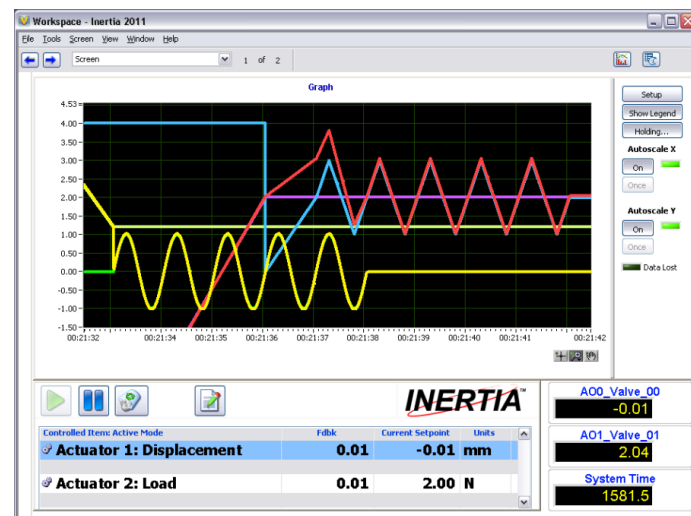 Workspace - Inertia 2011
File Tools Screen View Window Help
Screen 1 of 2
Graph
4.53
4.00
3.50
3.00
2.50
2.00
1.50
1.00
0.50
0.00
-0.50
-1.00
-1.50
00:21:32 00:21:34 00:21:35 00:21:36 00:21:37 00:21:38 00:21:39 00:21:40 00:21:41 00:21:42
Setup
Show Legend
Holding...
Autoscale X
On
Once
Autoscale Y
On
Once
Data Lost
INERTIA™
Controlled Item: Active Mode Fdbk Current Setpoint Units
Actuator 1: Displacement 0.01 -0.01 mm
Actuator 2: Load 0.01 2.00 N
AO0_Valve_00
-0.01
AO1_Valve_01
2.04
System Time
1581.5